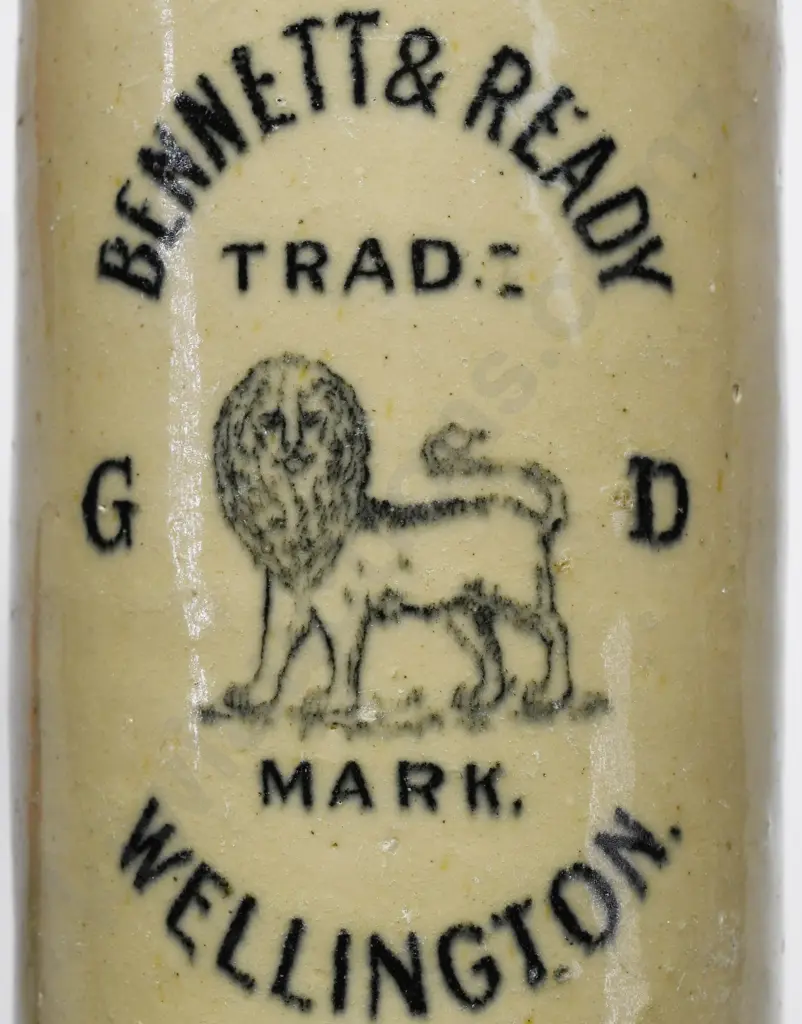 BENNETT & READY
TRADE
G D
MARK.
WELLINGTON.